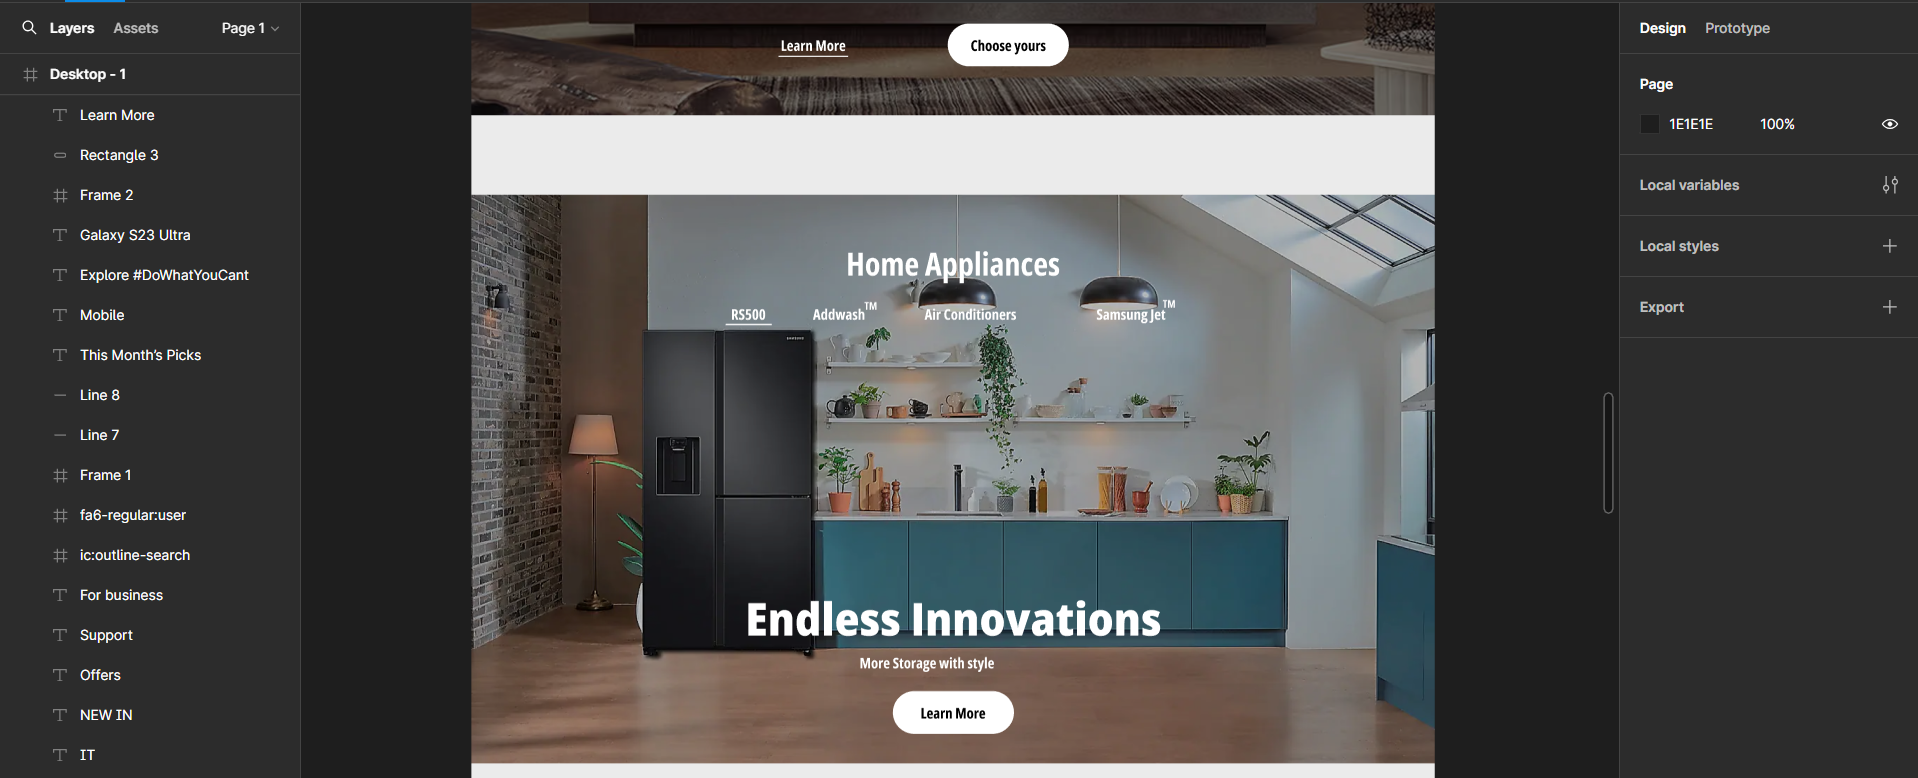 Layers Assets Page 1
Desktop - 1
Learn More
Rectangle 3
Frame 2
Galaxy S23 Ultra
Explore #DoWhatYouCant
Mobile
This Month's Picks
Line 8
Line 7
Frame 1
fa6-regular:user
ic:outline-search
For business
Support
Offers
NEW IN
IT
Learn More Choose yours
Home Appliances
RS500 Addwash™ Air Conditioners Samsung Jet™
SAMSUNG
Endless Innovations
More Storage with style
Learn More
Design Prototype
Page
1E1E1E 100%
Local variables
Local styles
Export